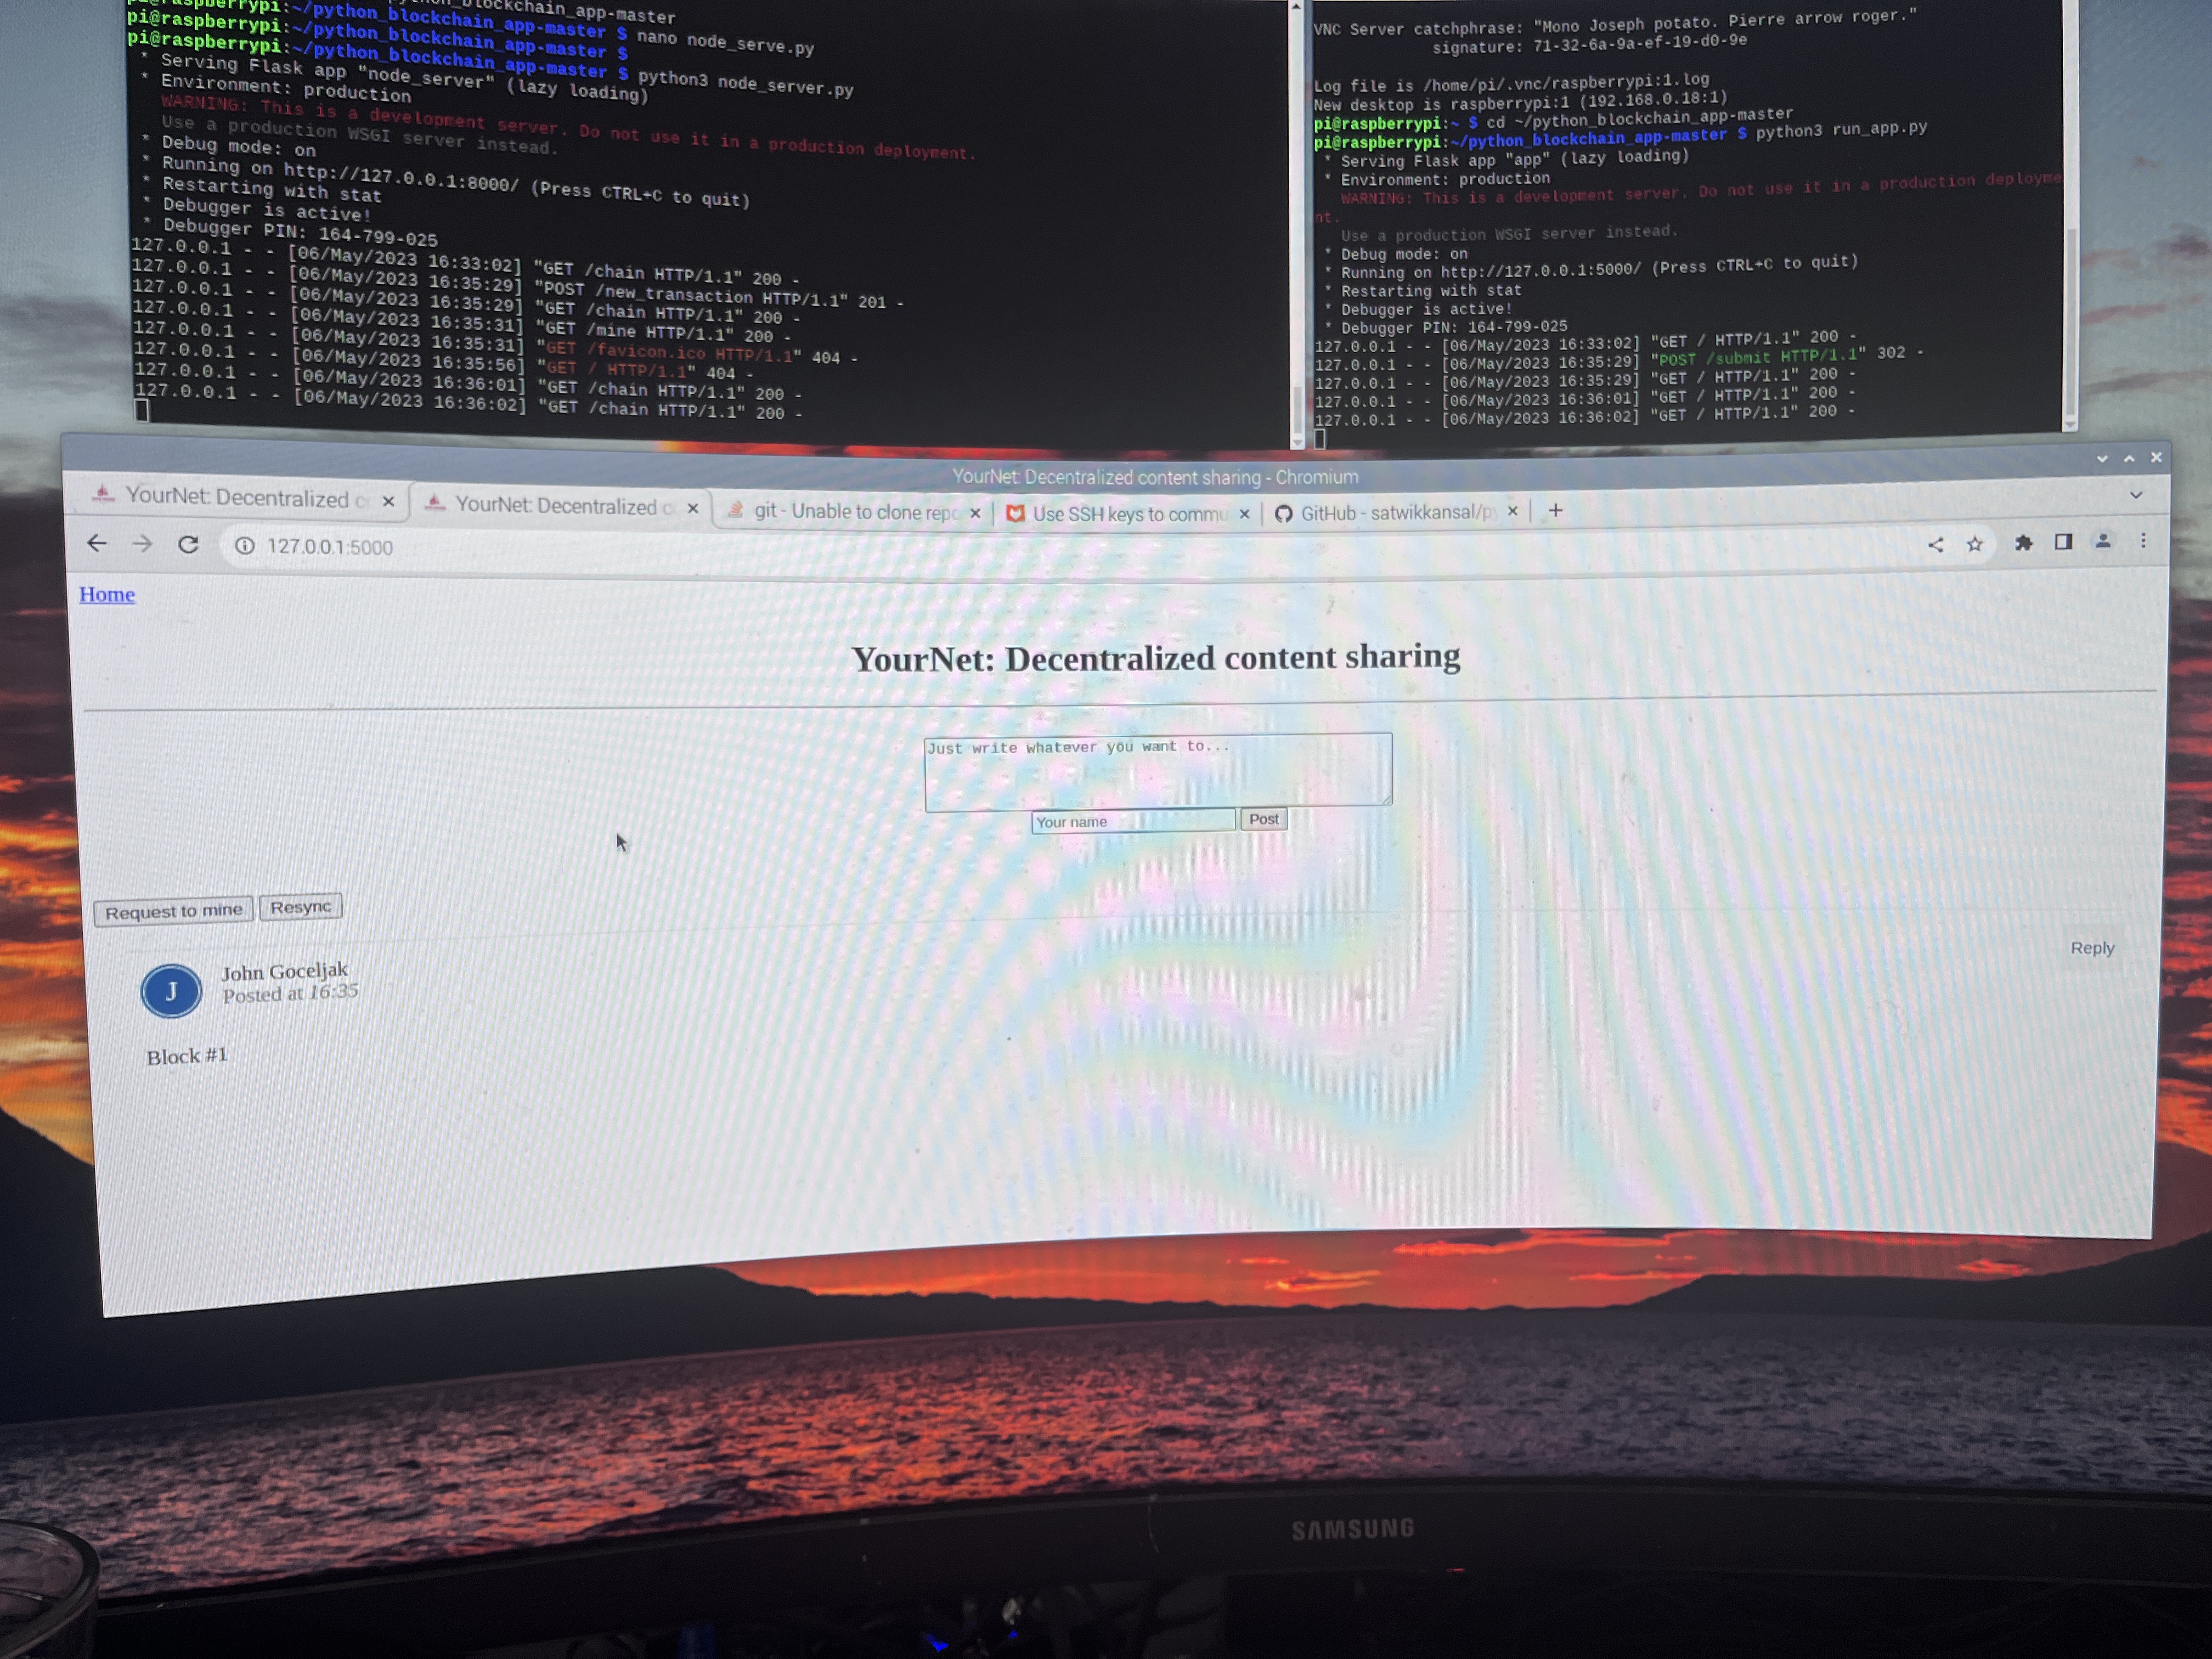 pi@raspberrypi:~/python_blockchain_app-master
pi@raspberrypi:~/python_blockchain_app-master $ nano node_serve.py
pi@raspberrypi:~/python_blockchain_app-master $
pi@raspberrypi:~/python_blockchain_app-master $ python3 node_server.py
* Serving Flask app "node_server" (lazy loading)
* Environment: production
WARNING: This is a development server. Do not use it in a production deployment.
Use a production WSGI server instead.
* Debug mode: on
* Running on http://127.0.0.1:8000/ (Press CTRL+C to quit)
* Restarting with stat
* Debugger is active!
* Debugger PIN: 164-799-025
127.0.0.1 - - [06/May/2023 16:33:02] "GET /chain HTTP/1.1" 200 -
127.0.0.1 - - [06/May/2023 16:35:29] "POST /new_transaction HTTP/1.1" 201 -
127.0.0.1 - - [06/May/2023 16:35:29] "GET /chain HTTP/1.1" 200 -
127.0.0.1 - - [06/May/2023 16:35:31] "GET /mine HTTP/1.1" 200 -
127.0.0.1 - - [06/May/2023 16:35:31] "GET /favicon.ico HTTP/1.1" 404 -
127.0.0.1 - - [06/May/2023 16:35:56] "GET / HTTP/1.1" 404 -
127.0.0.1 - - [06/May/2023 16:36:01] "GET /chain HTTP/1.1" 200 -
127.0.0.1 - - [06/May/2023 16:36:02] "GET /chain HTTP/1.1" 200 -
VNC Server catchphrase: "Mono Joseph potato. Pierre arrow roger."
signature: 71-32-6a-9a-ef-19-d0-9e
Log file is /home/pi/.vnc/raspberrypi:1.log
New desktop is raspberrypi:1 (192.168.0.18:1)
pi@raspberrypi:~ $ cd ~/python_blockchain_app-master
pi@raspberrypi:~/python_blockchain_app-master $ python3 run_app.py
* Serving Flask app "app" (lazy loading)
* Environment: production
WARNING: This is a development server. Do not use it in a production deployme
nt.
Use a production WSGI server instead.
* Debug mode: on
* Running on http://127.0.0.1:5000/ (Press CTRL+C to quit)
* Restarting with stat
* Debugger is active!
* Debugger PIN: 164-799-025
127.0.0.1 - - [06/May/2023 16:33:02] "GET / HTTP/1.1" 200 -
127.0.0.1 - - [06/May/2023 16:35:29] "POST /submit HTTP/1.1" 302 -
127.0.0.1 - - [06/May/2023 16:35:29] "GET / HTTP/1.1" 200 -
127.0.0.1 - - [06/May/2023 16:36:01] "GET / HTTP/1.1" 200 -
127.0.0.1 - - [06/May/2023 16:36:02] "GET / HTTP/1.1" 200 -
YourNet: Decentralized content sharing - Chromium
YourNet: Decentralized c
YourNet: Decentralized c
git - Unable to clone repo
Use SSH keys to commu
GitHub - satwikkansal/py
127.0.0.1:5000
Home
YourNet: Decentralized content sharing
Just write whatever you want to...
Your name
Post
Request to mine
Resync
Reply
J
John Goceljak
Posted at 16:35
Block #1
SAMSUNG